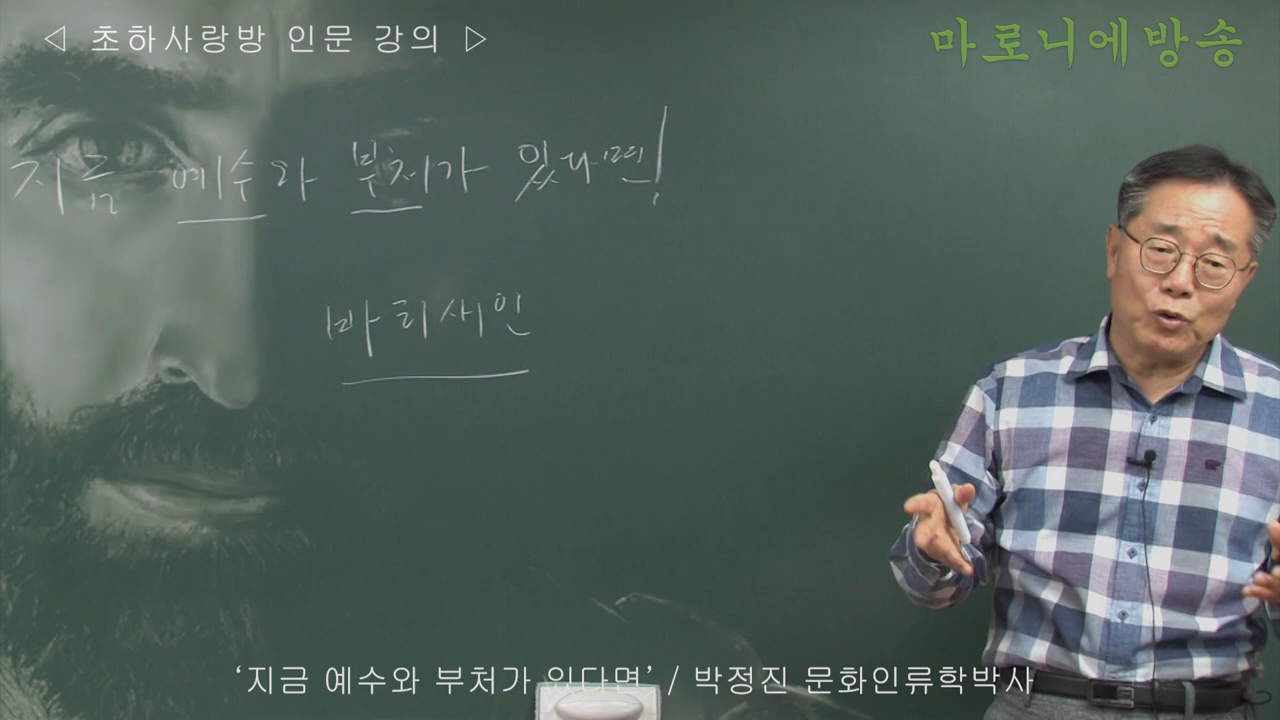 ◁ 초하사랑방 인문 강의 ▷
마로니에방송
지금 예수와 부처가 있다면!
바리새인
‘지금 예수와 부처가 있다면’ / 박정진 문화인류학박사